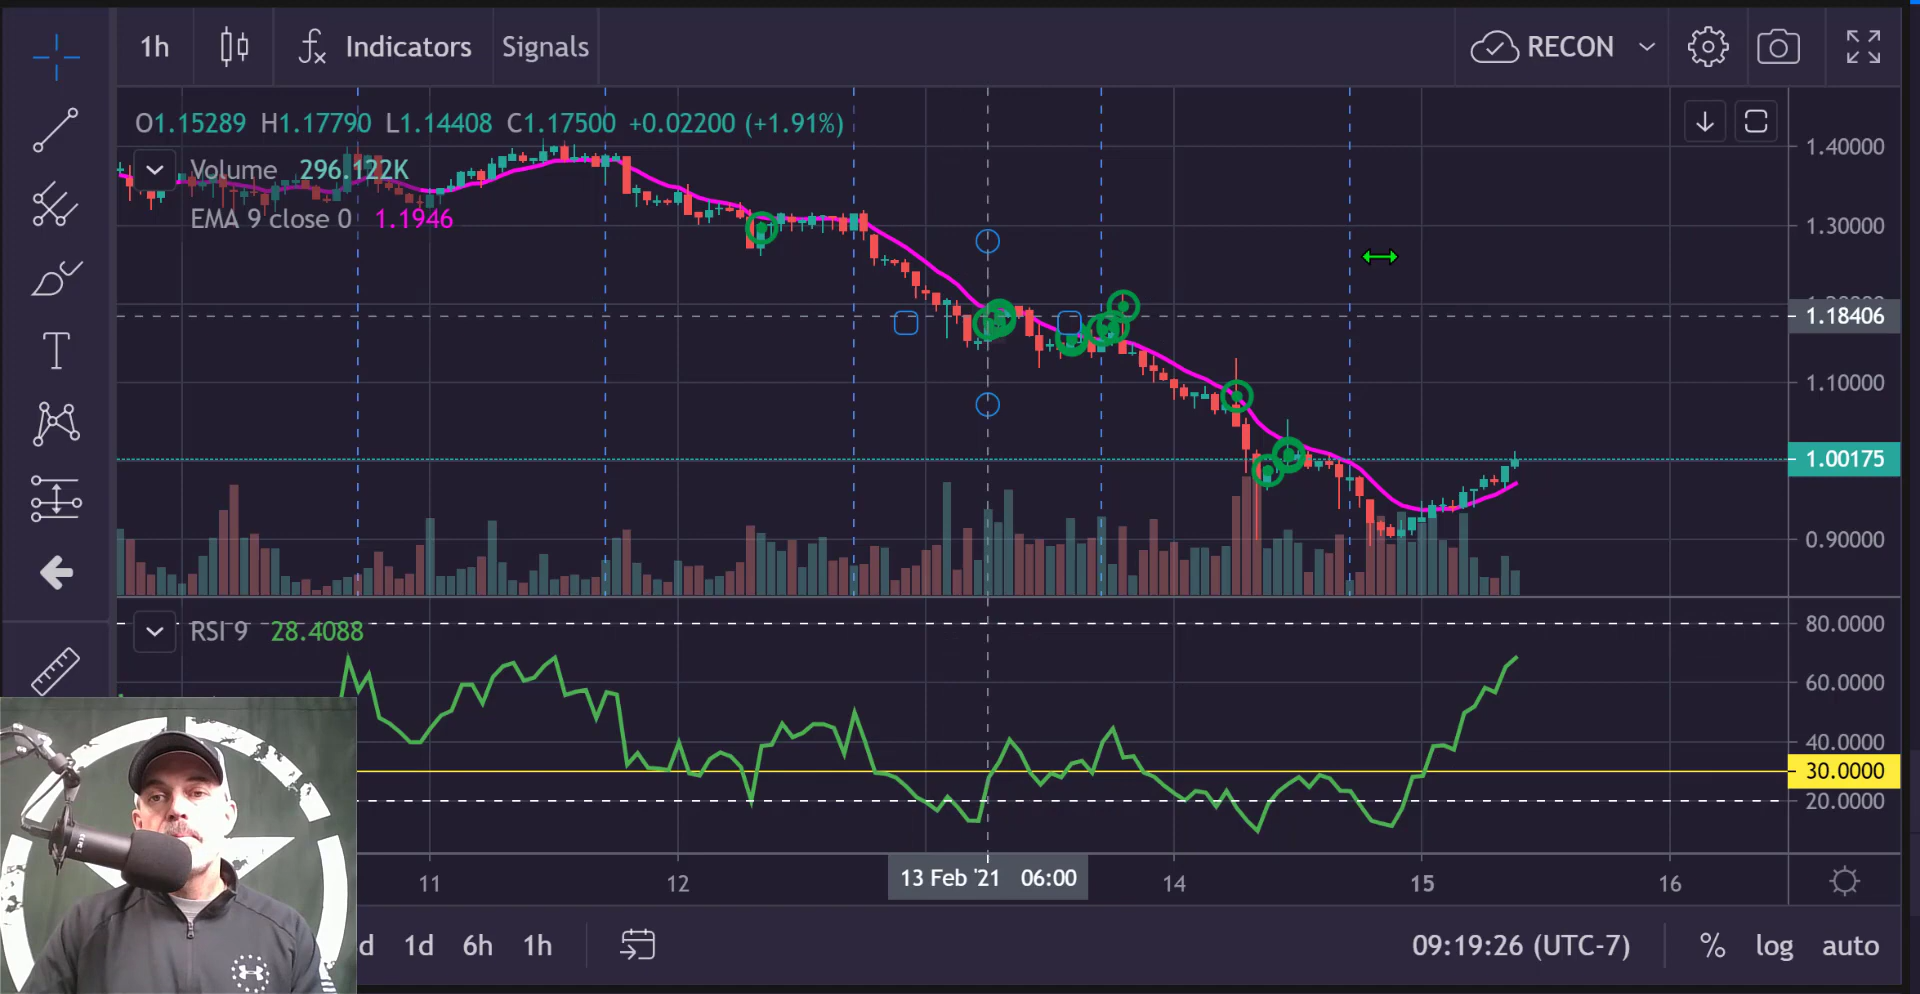 1h Indicators Signals RECON
O1.15289 H1.17790 L1.14408 C1.17500 +0.02200 (+1.91%)
Volume 296.122K
EMA 9 close 0 1.1946
1.40000
1.30000
1.18406
1.10000
1.00175
0.90000
RSI 9 28.4088
80.0000
60.0000
40.0000
30.0000
20.0000
11 12 13 Feb '21 06:00 14 15 16
d 1d 6h 1h 09:19:26 (UTC-7) % log auto